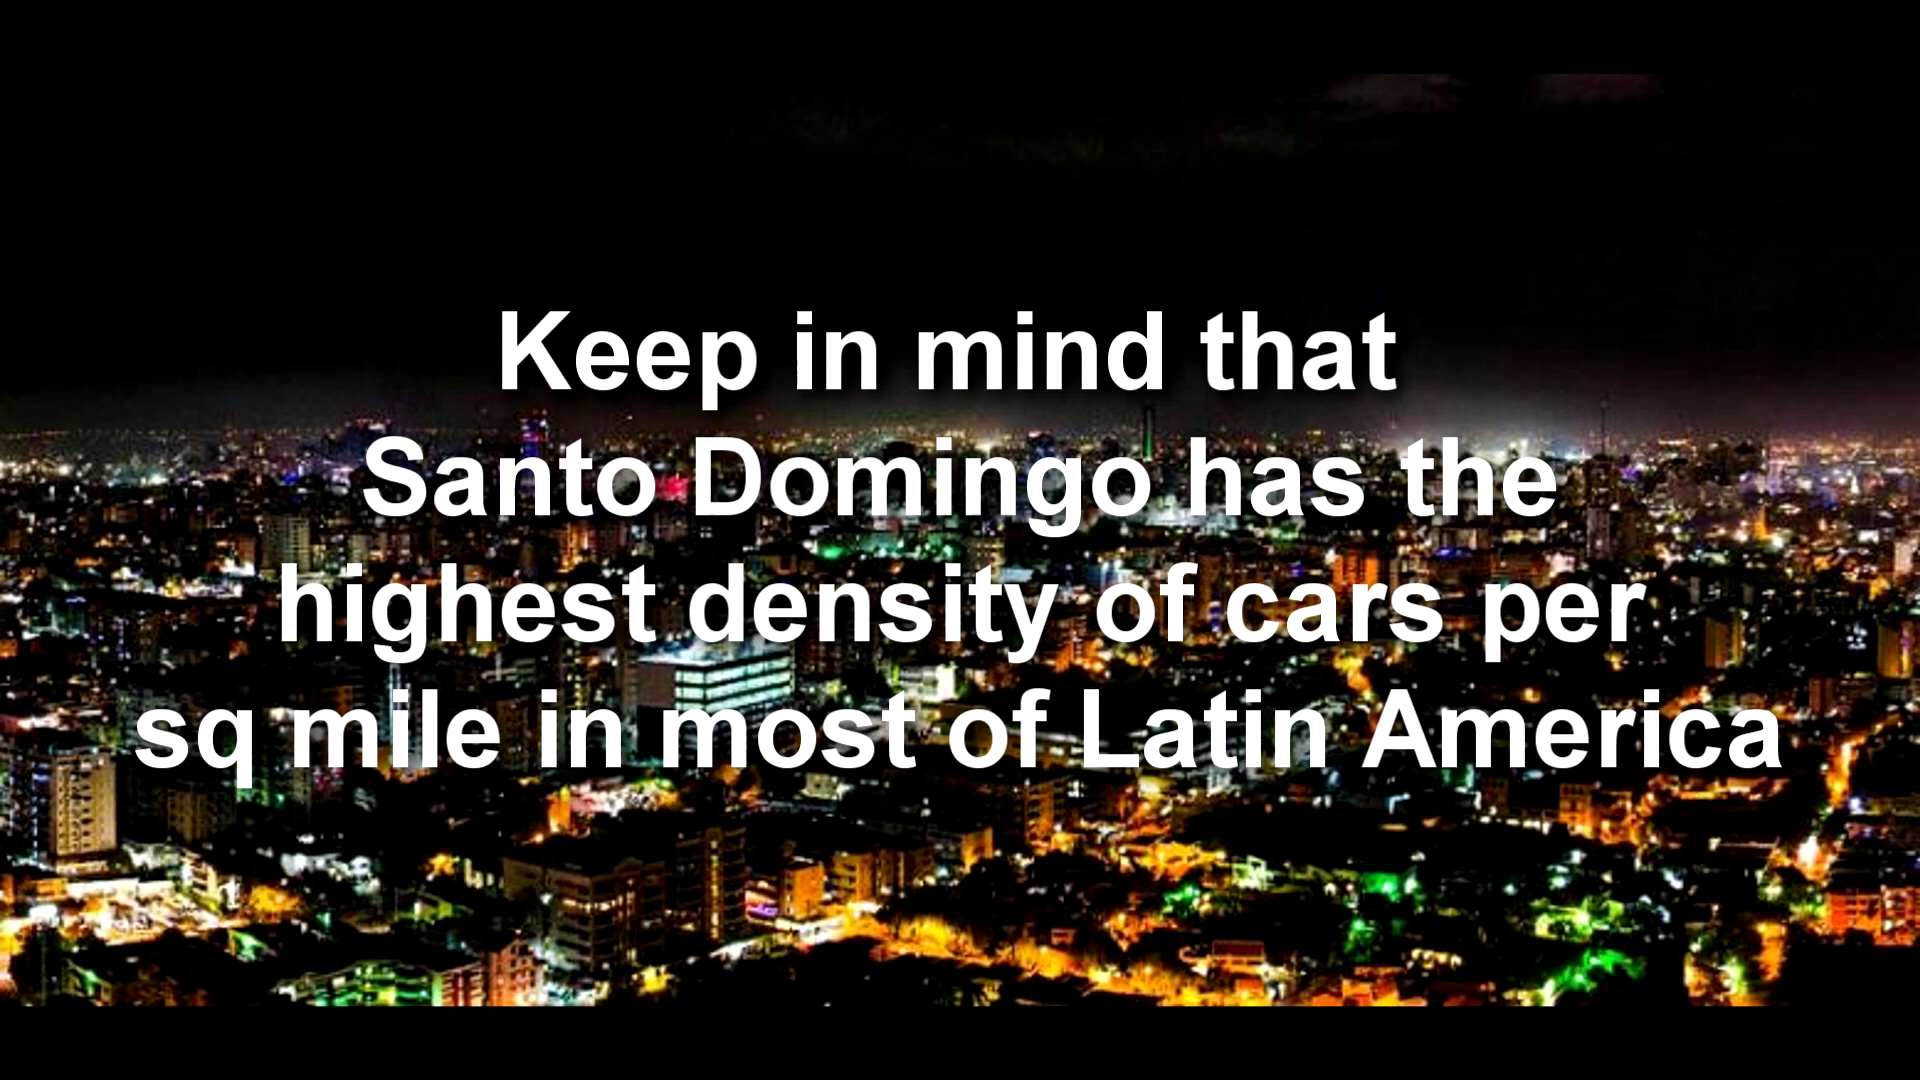 Keep in mind that
Santo Domingo has the
highest density of cars per
sq mile in most of Latin America